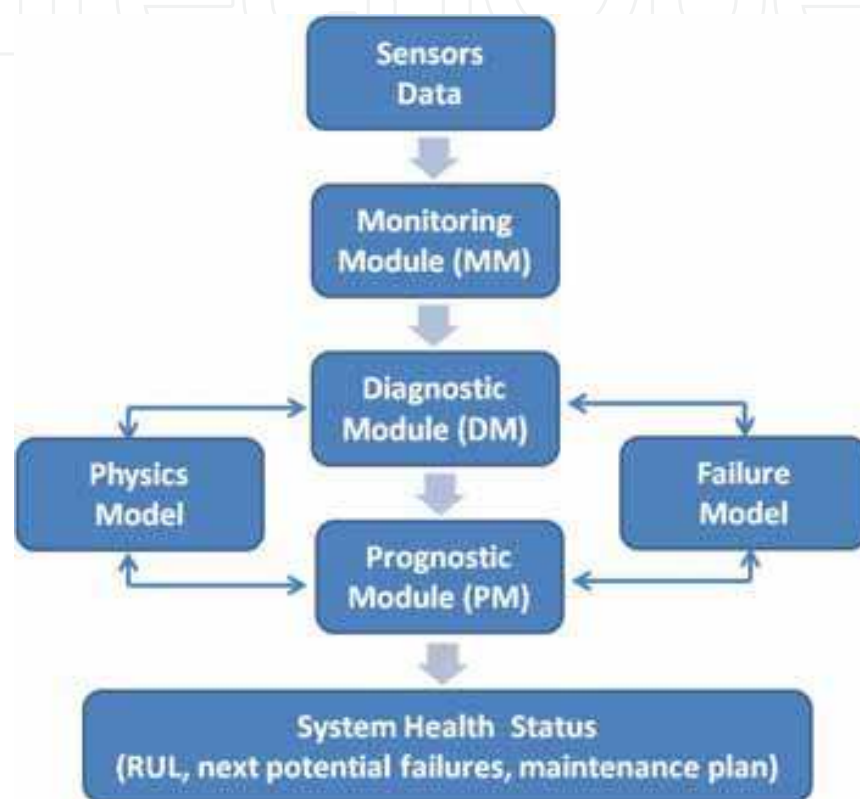 Sensors
Data
Monitoring
Module (MM)
Diagnostic
Module (DM)
Physics
Model
Failure
Model
Prognostic
Module (PM)
System Health Status
(RUL, next potential failures, maintenance plan)